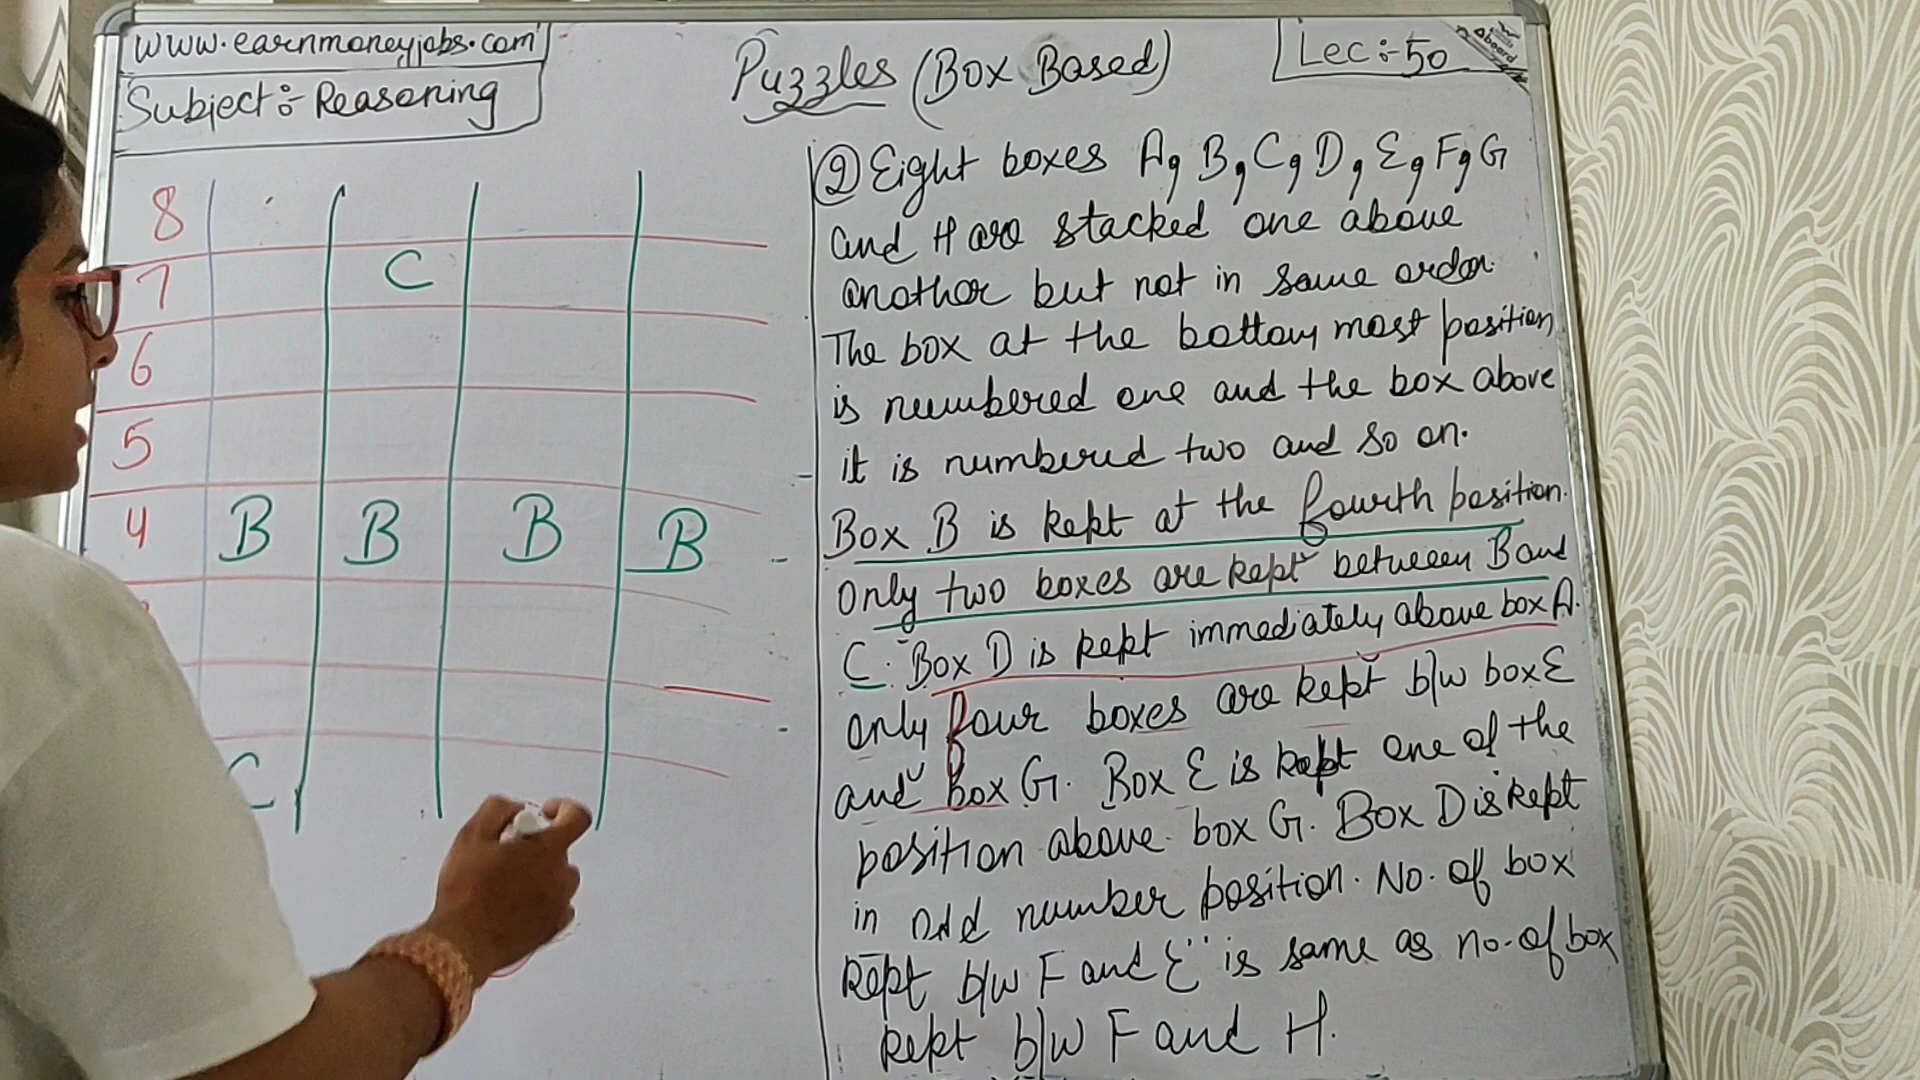 www.earnmoneyjobs.com
Subject:- Reasoning
Puzzles (Box Based)
Lec:-50
Aboard
8
7 C
6
5
4 B B B B
C
② Eight boxes A, B, C, D, E, F, G
and H are stacked one above
another but not in same order.
The box at the bottom most position
is numbered one and the box above
it is numbered two and so on.
Box B is kept at the fourth position.
only two boxes are kept between B and
C. Box D is kept immediately above box A.
only four boxes are kept b/w box E
and box G. Box E is kept one of the
position above box G. Box D is kept
in odd number position. No. of box
kept b/w F and E is same as no. of box
kept b/w F and H.